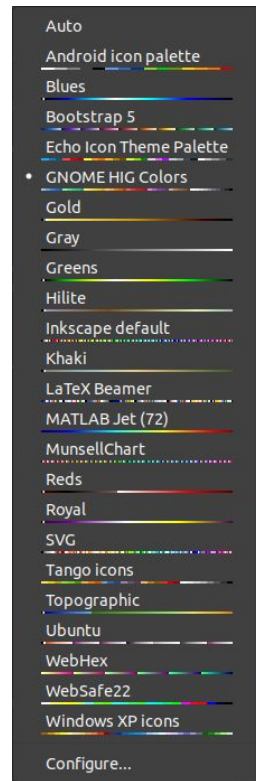 Auto
Android icon palette
Blues
Bootstrap 5
Echo Icon Theme Palette
GNOME HIG Colors
Gold
Gray
Greens
Hilite
Inkscape default
Khaki
LaTeX Beamer
MATLAB Jet (72)
MunsellChart
Reds
Royal
SVG
Tango icons
Topographic
Ubuntu
WebHex
WebSafe22
Windows XP icons
Configure...